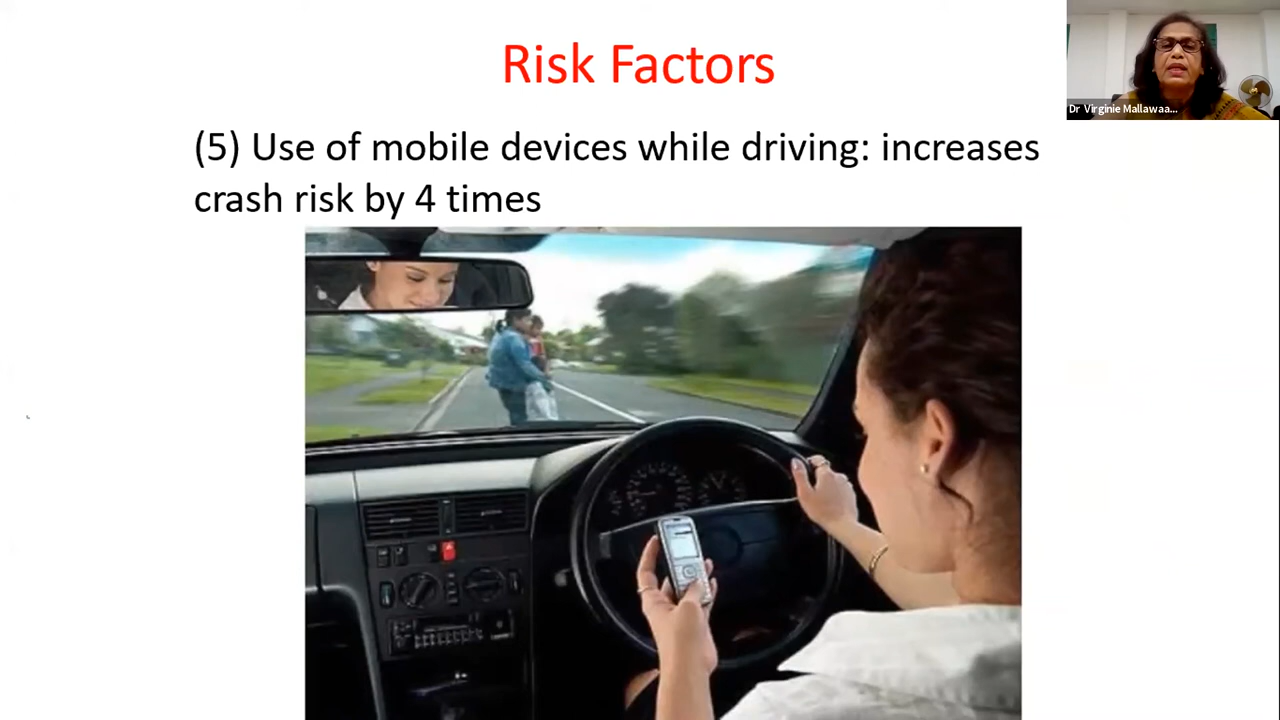 Risk Factors
(5) Use of mobile devices while driving: increases
crash risk by 4 times
Dr Virginie Mallawaa...